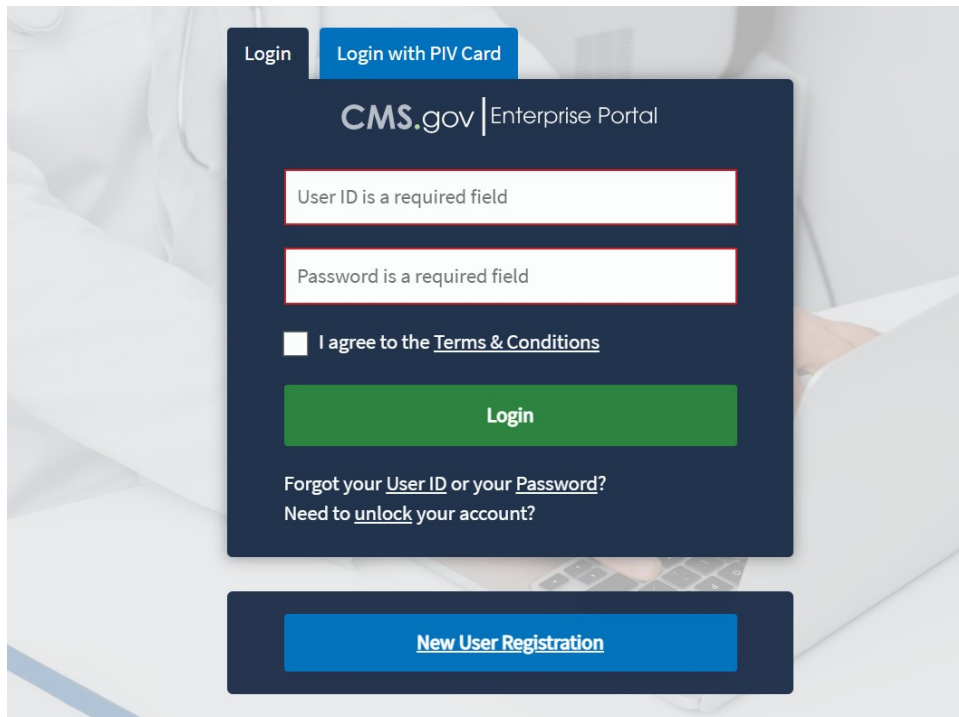 Login
Login with PIV Card
CMS.gov Enterprise Portal
User ID is a required field
Password is a required field
I agree to the Terms & Conditions
Login
Forgot your User ID or your Password?
Need to unlock your account?
New User Registration